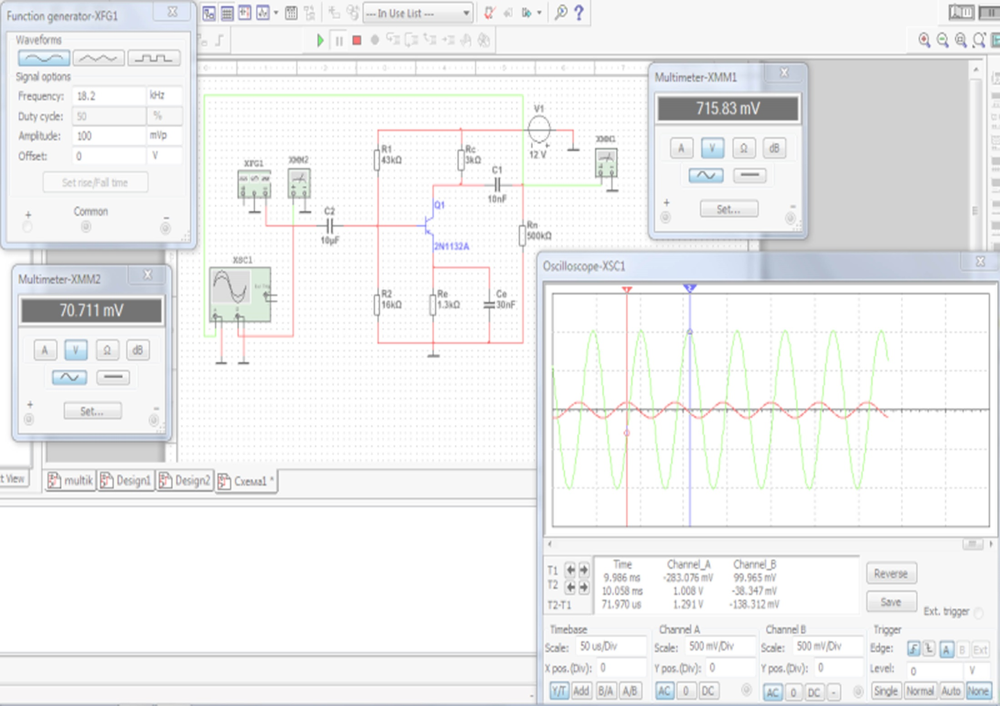 Function generator-XFG1
Waveforms
Signal options
Frequency: 18.2 kHz
Duty cycle: 50 %
Amplitude: 100 mVp
Offset: 0 V
Set rise/Fall time
+ Common −
--- In Use List ---
Multimeter-XMM2
70.711 mV
A V Ω dB
+ −
Set...
XFG1
XMM2
XSC1
A B
C2
10µF
R1
43kΩ
R2
16kΩ
Rc
3kΩ
C1
10nF
Q1
2N1132A
Re
1.3kΩ
Ce
30nF
Rn
500kΩ
V1
12 V
XMM1
Multimeter-XMM1
715.83 mV
A V Ω dB
+ −
Set...
t View
multik
Design1
Design2
Схема1 *
Oscilloscope-XSC1
1 2
Time Channel_A Channel_B
T1 9.986 ms -283.076 mV 99.965 mV
T2 10.058 ms 1.008 V -38.347 mV
T2-T1 71.970 us 1.291 V -138.312 mV
Reverse
Save
Ext. trigger
Timebase
Scale: 50 us/Div
X pos.(Div): 0
Y/T Add B/A A/B
Channel A
Scale: 500 mV/Div
Y pos.(Div): 0
AC 0 DC
Channel B
Scale: 500 mV/Div
Y pos.(Div): 0
AC 0 DC -
Trigger
Edge: A B Ext
Level: 0 V
Single Normal Auto None